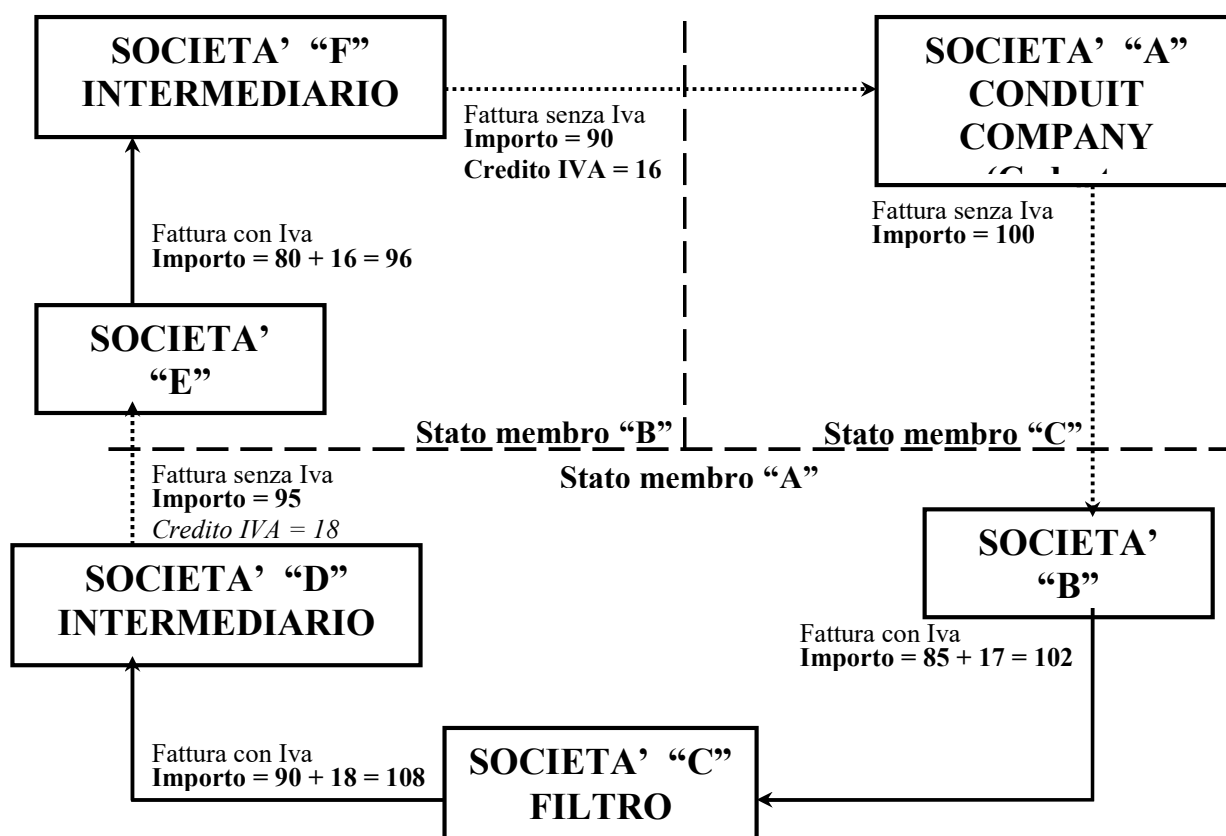 SOCIETA’ “F”
INTERMEDIARIO
SOCIETA’ “A”
CONDUIT
COMPANY
Fattura senza Iva
Importo = 90
Credito IVA = 16
Fattura senza Iva
Importo = 100
Fattura con Iva
Importo = 80 + 16 = 96
SOCIETA’
“E”
Stato membro “B”
Stato membro “C”
Stato membro “A”
Fattura senza Iva
Importo = 95
Credito IVA = 18
SOCIETA’ “D”
INTERMEDIARIO
SOCIETA’
“B”
Fattura con Iva
Importo = 85 + 17 = 102
Fattura con Iva
Importo = 90 + 18 = 108
SOCIETA’ “C”
FILTRO